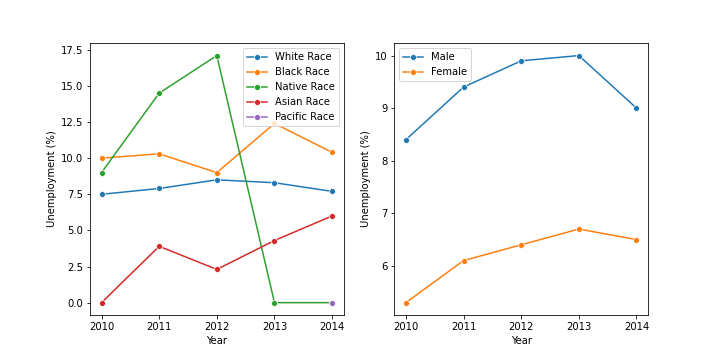 17.5
15.0
12.5
10.0
7.5
5.0
2.5
0.0
Unemployment (%)
2010 2011 2012 2013 2014
Year
White Race
Black Race
Native Race
Asian Race
Pacific Race
10
9
8
7
6
Unemployment (%)
2010 2011 2012 2013 2014
Year
Male
Female